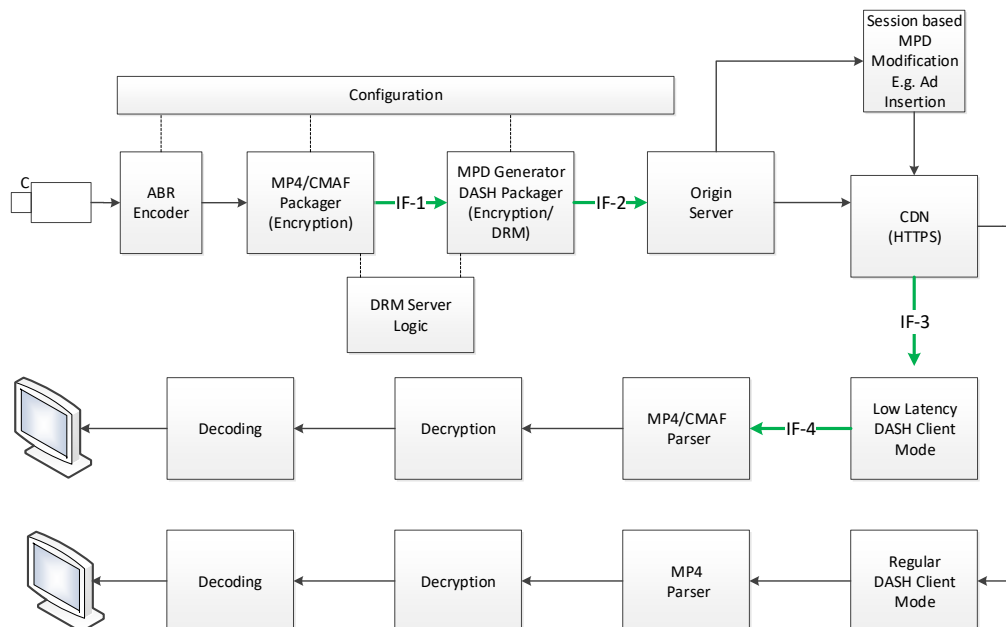 Session based
MPD
Modification
E.g. Ad
Insertion
Configuration
C
ABR
Encoder
MP4/CMAF
Packager
(Encryption)
IF-1
MPD Generator
DASH Packager
(Encryption/
DRM)
IF-2
Origin
Server
CDN
(HTTPS)
DRM Server
Logic
IF-3
Decoding
Decryption
MP4/CMAF
Parser
IF-4
Low Latency
DASH Client
Mode
Decoding
Decryption
MP4
Parser
Regular
DASH Client
Mode